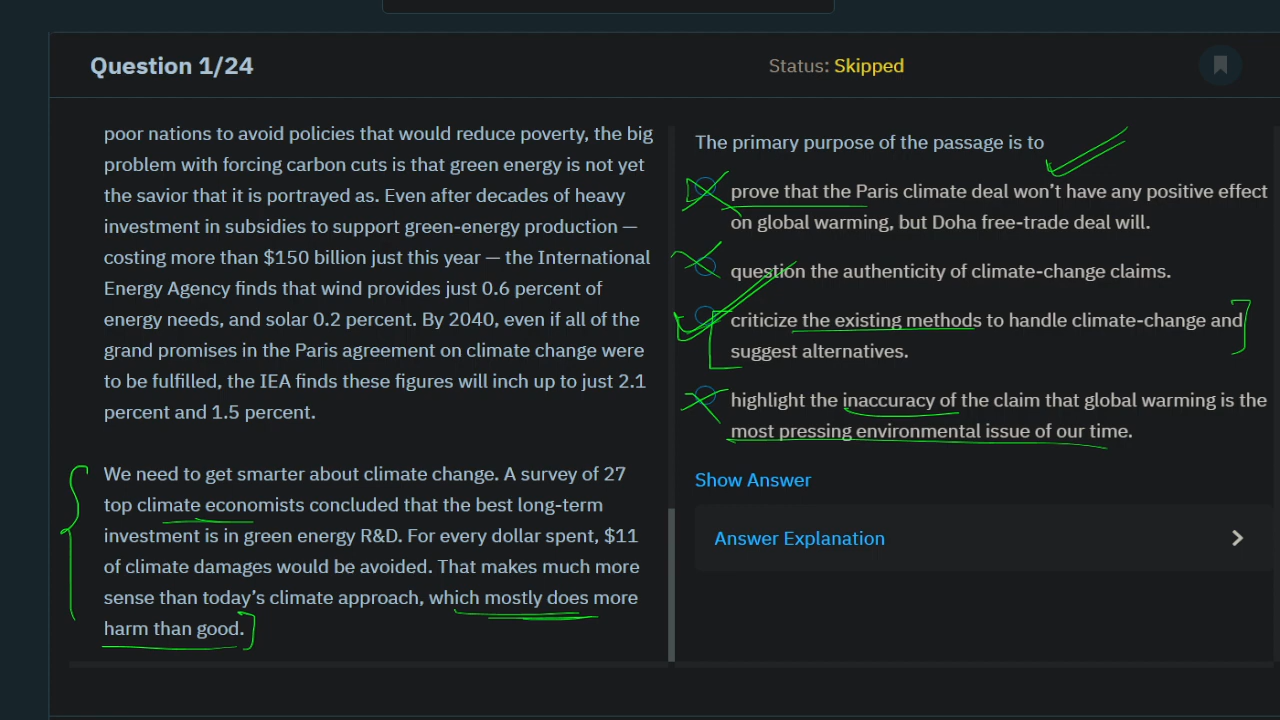 Question 1/24
Status: Skipped
poor nations to avoid policies that would reduce poverty, the big
problem with forcing carbon cuts is that green energy is not yet
the savior that it is portrayed as. Even after decades of heavy
investment in subsidies to support green-energy production —
costing more than $150 billion just this year — the International
Energy Agency finds that wind provides just 0.6 percent of
energy needs, and solar 0.2 percent. By 2040, even if all of the
grand promises in the Paris agreement on climate change were
to be fulfilled, the IEA finds these figures will inch up to just 2.1
percent and 1.5 percent.
We need to get smarter about climate change. A survey of 27
top climate economists concluded that the best long-term
investment is in green energy R&D. For every dollar spent, $11
of climate damages would be avoided. That makes much more
sense than today’s climate approach, which mostly does more
harm than good.
The primary purpose of the passage is to
prove that the Paris climate deal won’t have any positive effect
on global warming, but Doha free-trade deal will.
question the authenticity of climate-change claims.
criticize the existing methods to handle climate-change and
suggest alternatives.
highlight the inaccuracy of the claim that global warming is the
most pressing environmental issue of our time.
Show Answer
Answer Explanation